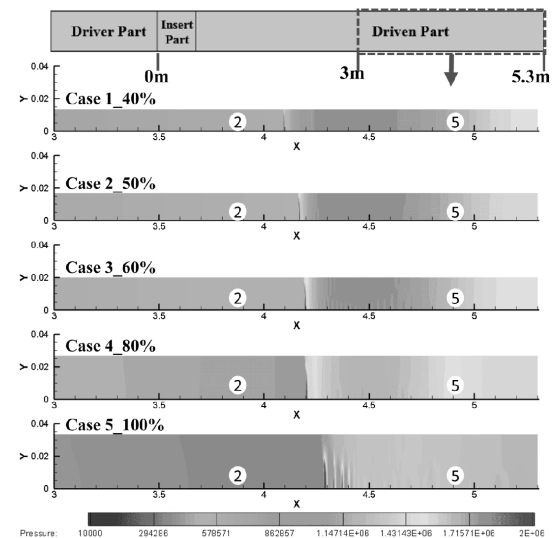 Driver Part Insert Part Driven Part
0m 3m 5.3m
Case 1_40%
Y 0.04 0.02 0
2 5
3 3.5 4 4.5 5
X
Case 2_50%
Y 0.04 0.02 0
2 5
3 3.5 4 4.5 5
X
Case 3_60%
Y 0.04 0.02 0
2 5
3 3.5 4 4.5 5
X
Case 4_80%
Y 0.04 0.02 0
2 5
3 3.5 4 4.5 5
X
Case 5_100%
Y 0.04 0.02 0
2 5
3 3.5 4 4.5 5
X
Pressure: 10000 294286 578571 862857 1.14714E+06 1.43143E+06 1.71571E+06 2E+06